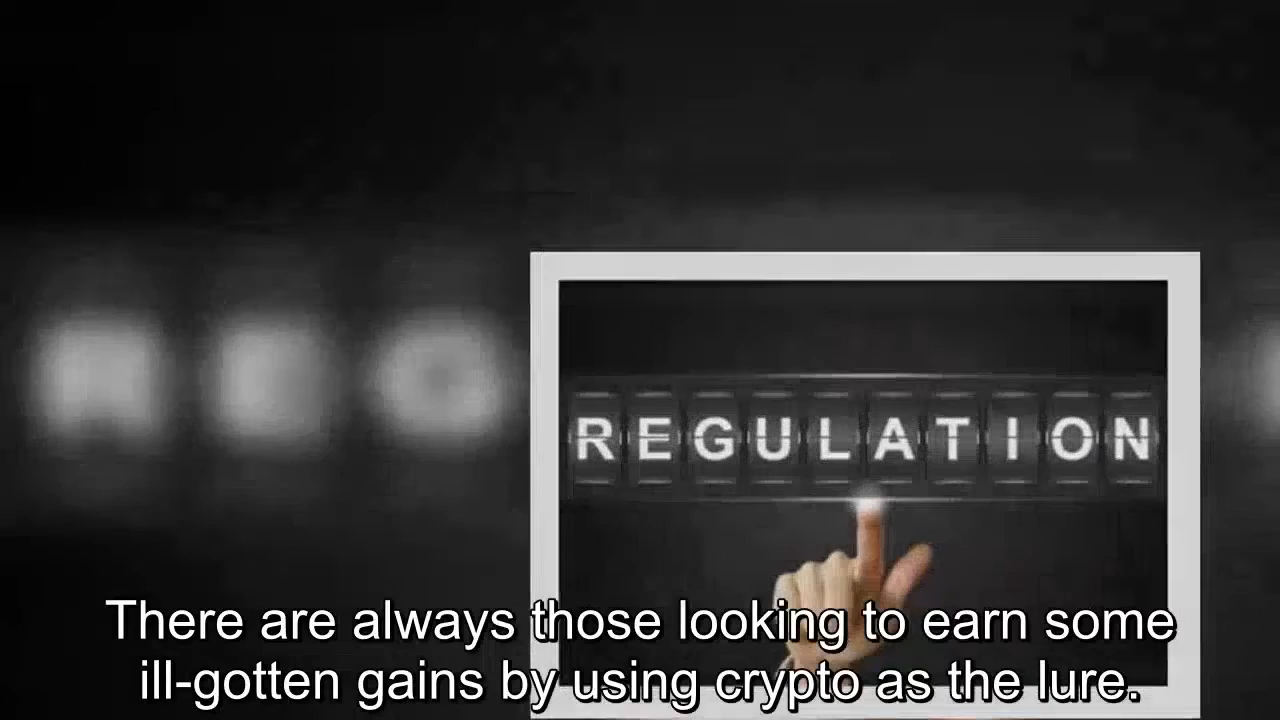 REGULATION
There are always those looking to earn some
ill-gotten gains by using crypto as the lure.